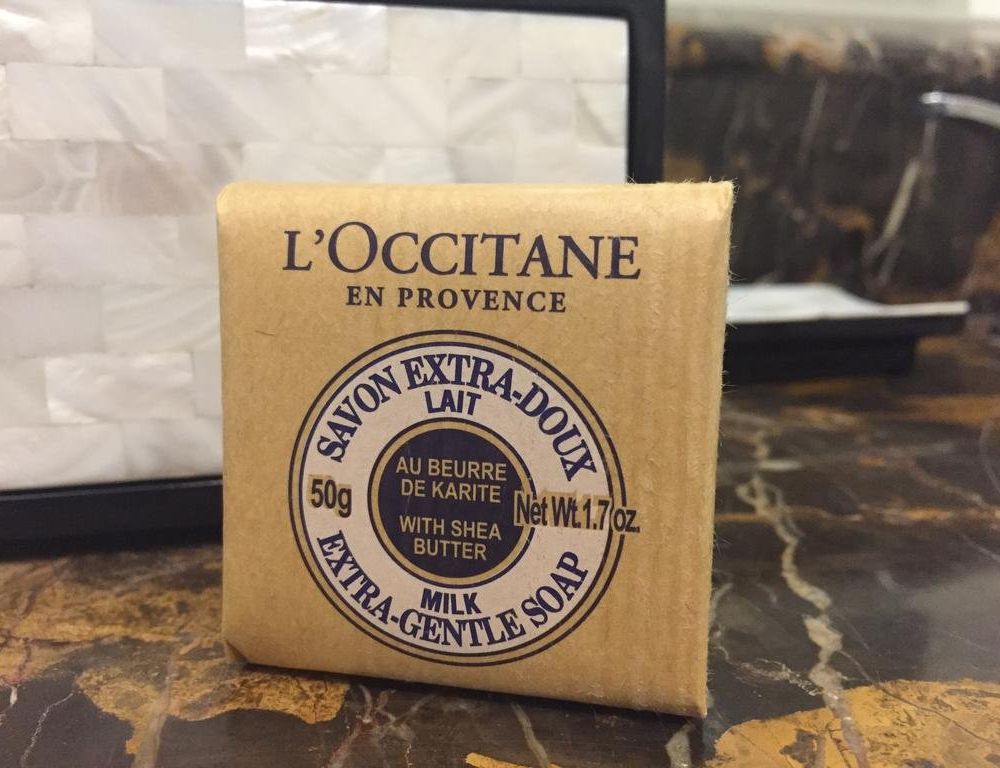 L'OCCITANE
EN PROVENCE
SAVON EXTRA-DOUX
LAIT
AU BEURRE
DE KARITE
50g
Net Wt. 1.7 oz.
WITH SHEA
BUTTER
MILK
EXTRA-GENTLE SOAP